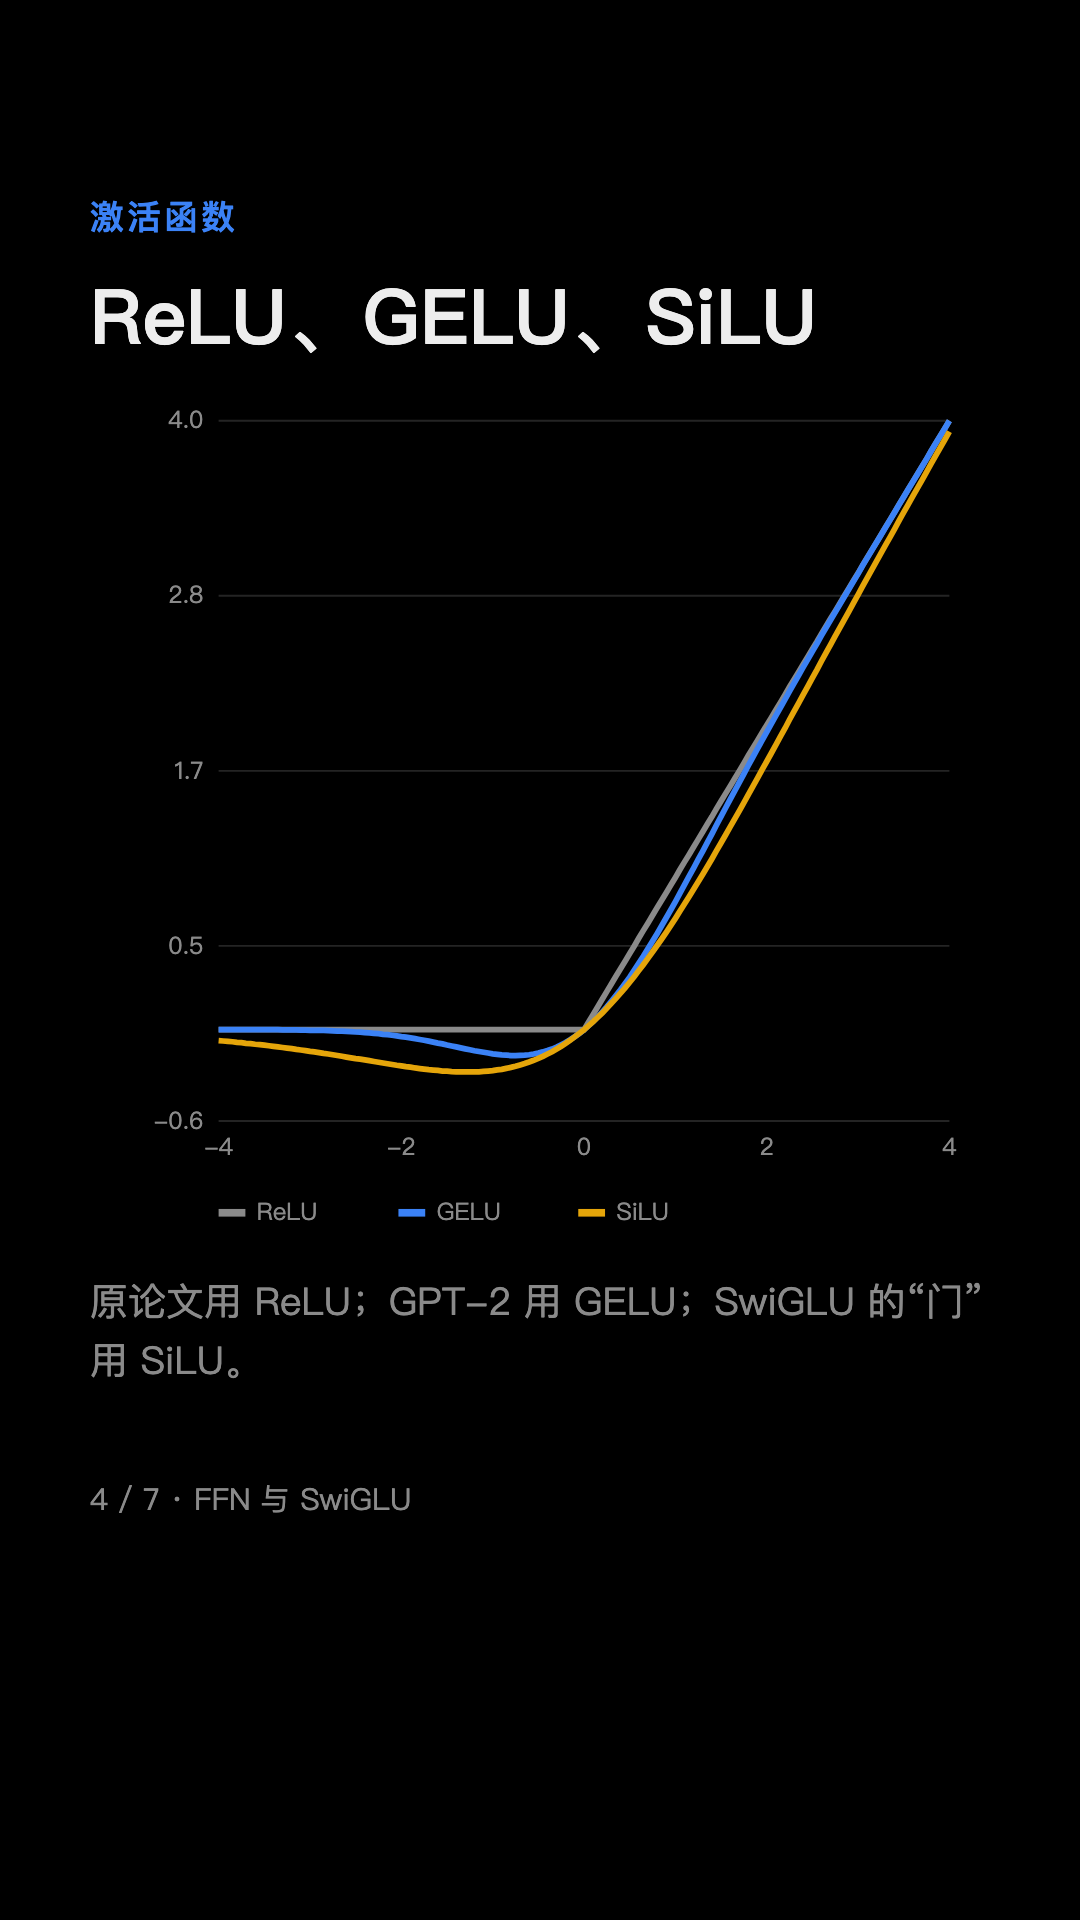 激活函数
ReLU、GELU、SiLU
4.0
2.8
1.7
0.5
−0.6
−4 −2 0 2 4
ReLU GELU SiLU
原论文用 ReLU；GPT−2 用 GELU；SwiGLU 的“门”
用 SiLU。
4 / 7 · FFN 与 SwiGLU